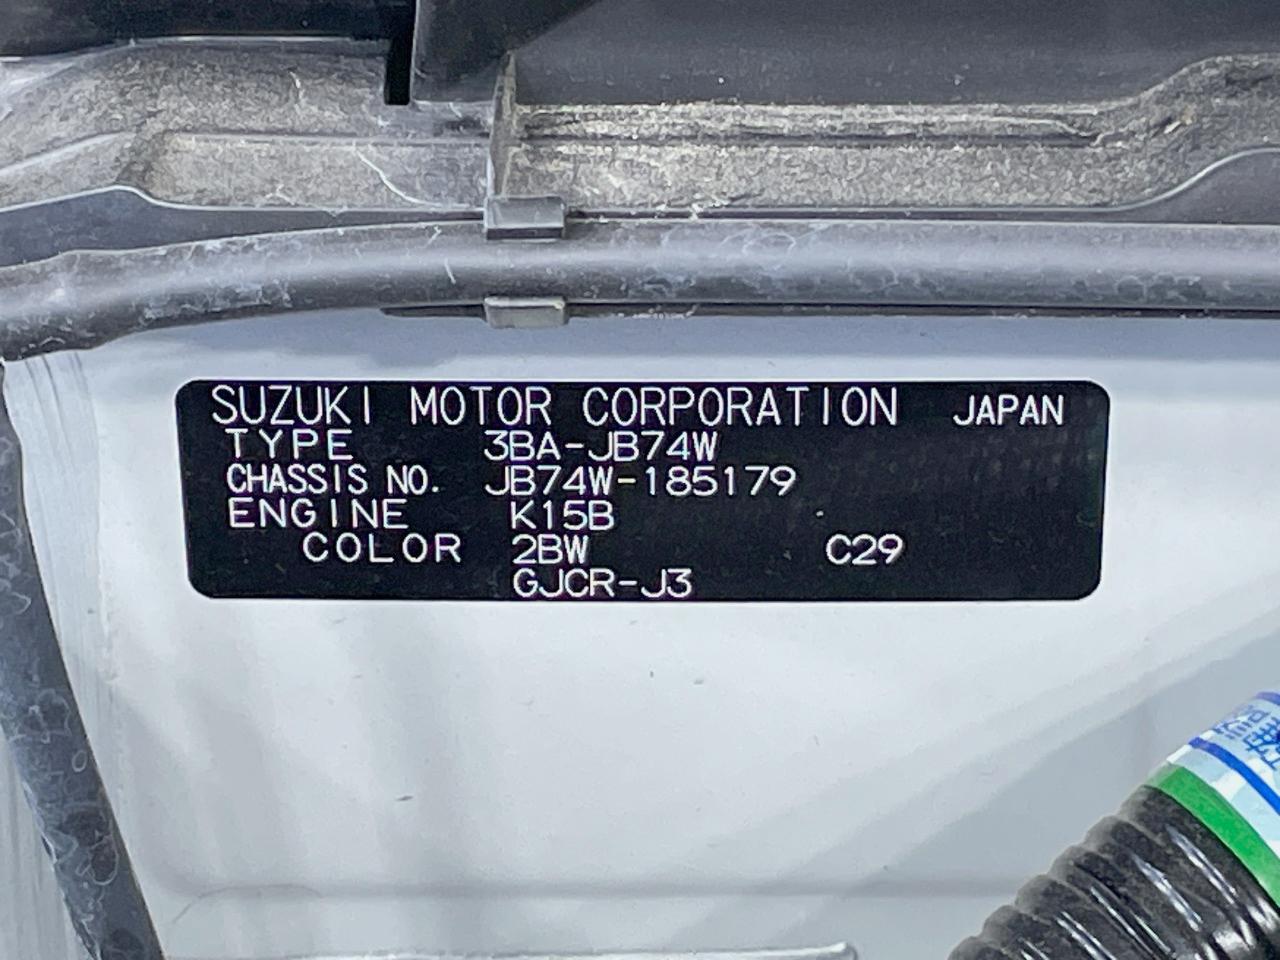 SUZUKI MOTOR CORPORATION JAPAN
TYPE 3BA-JB74W
CHASSIS NO. JB74W-185179
ENGINE K15B
COLOR 2BW C29
GJCR-J3